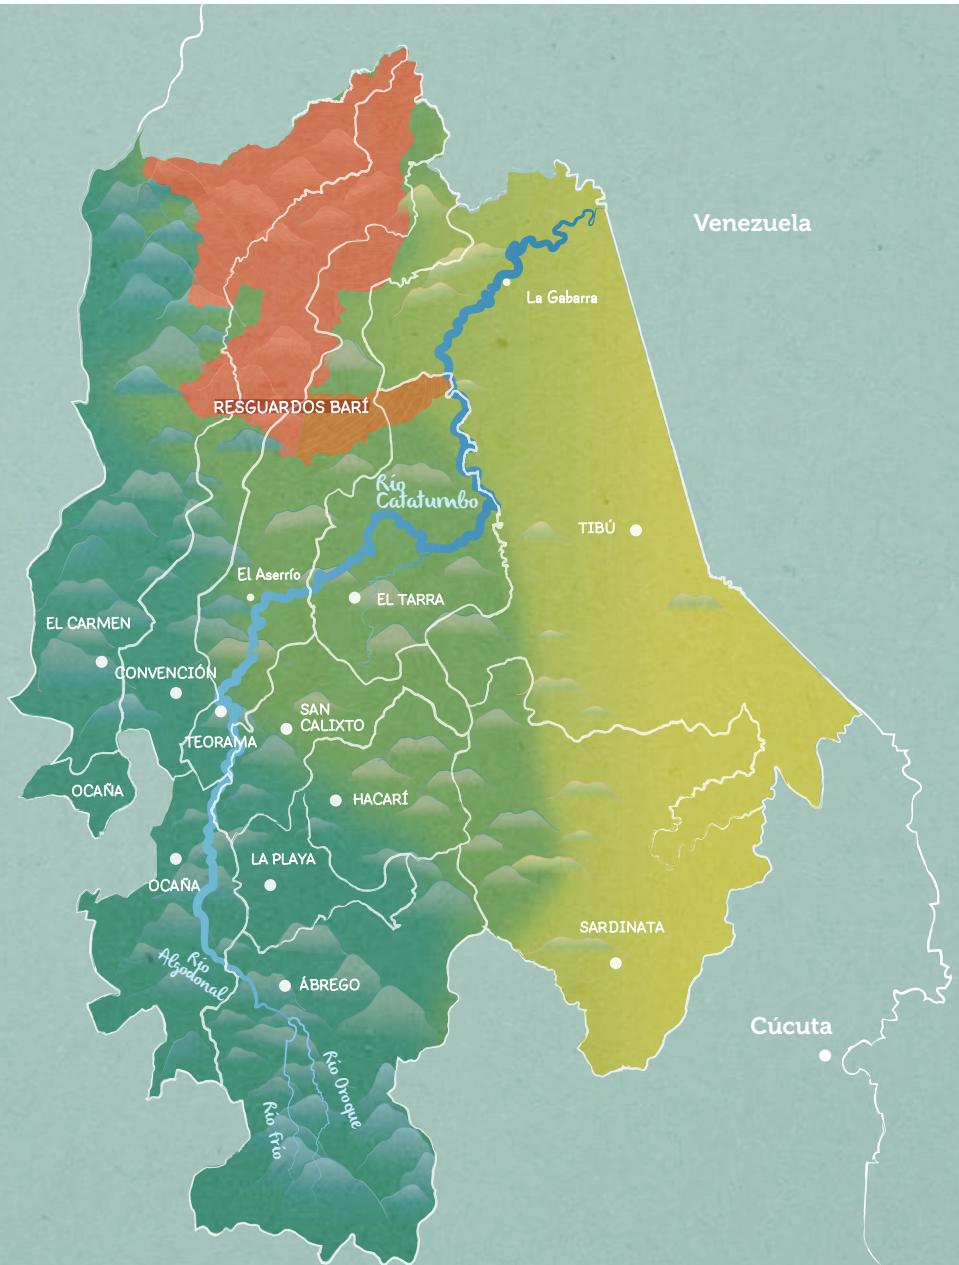 Venezuela
La Gabarra
RESGUARDOS BARÍ
Río
Catatumbo
TIBÚ
El Aserrío
EL TARRA
EL CARMEN
CONVENCIÓN
SAN
CALIXTO
TEORAMA
OCAÑA
HACARÍ
LA PLAYA
OCAÑA
SARDINATA
Río
Algodonal
ÁBREGO
Cúcuta
Río Oroque
Río Frío